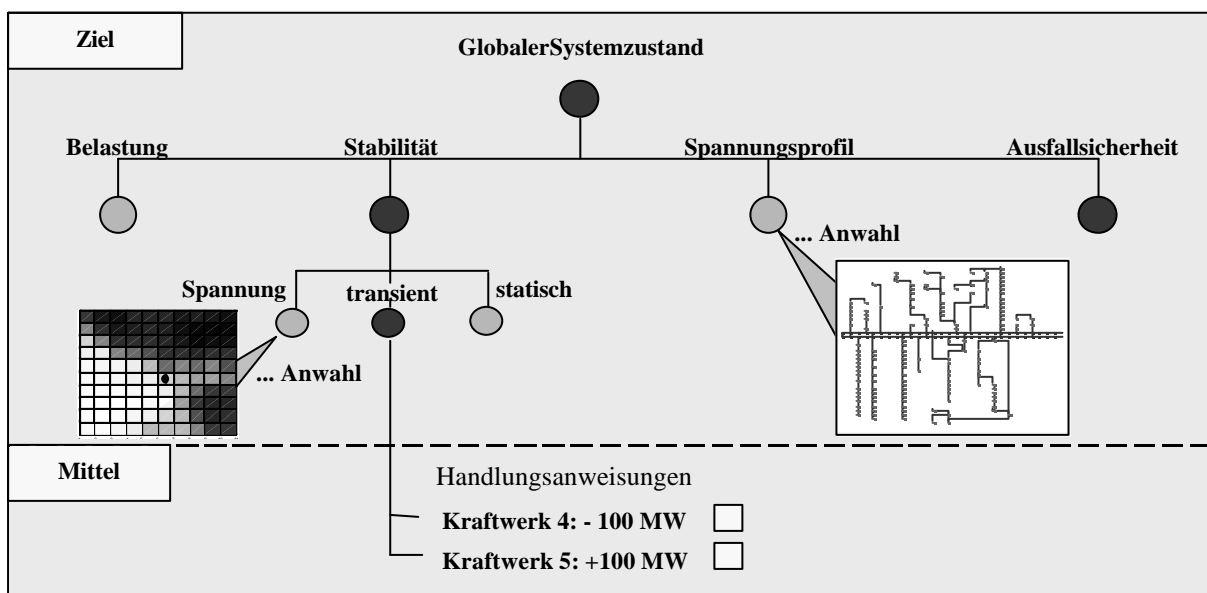 Ziel
GlobalerSystemzustand
Belastung
Stabilität
Spannungsprofil
Ausfallsicherheit
... Anwahl
Spannung
transient
statisch
... Anwahl
Mittel
Handlungsanweisungen
Kraftwerk 4: - 100 MW
Kraftwerk 5: +100 MW